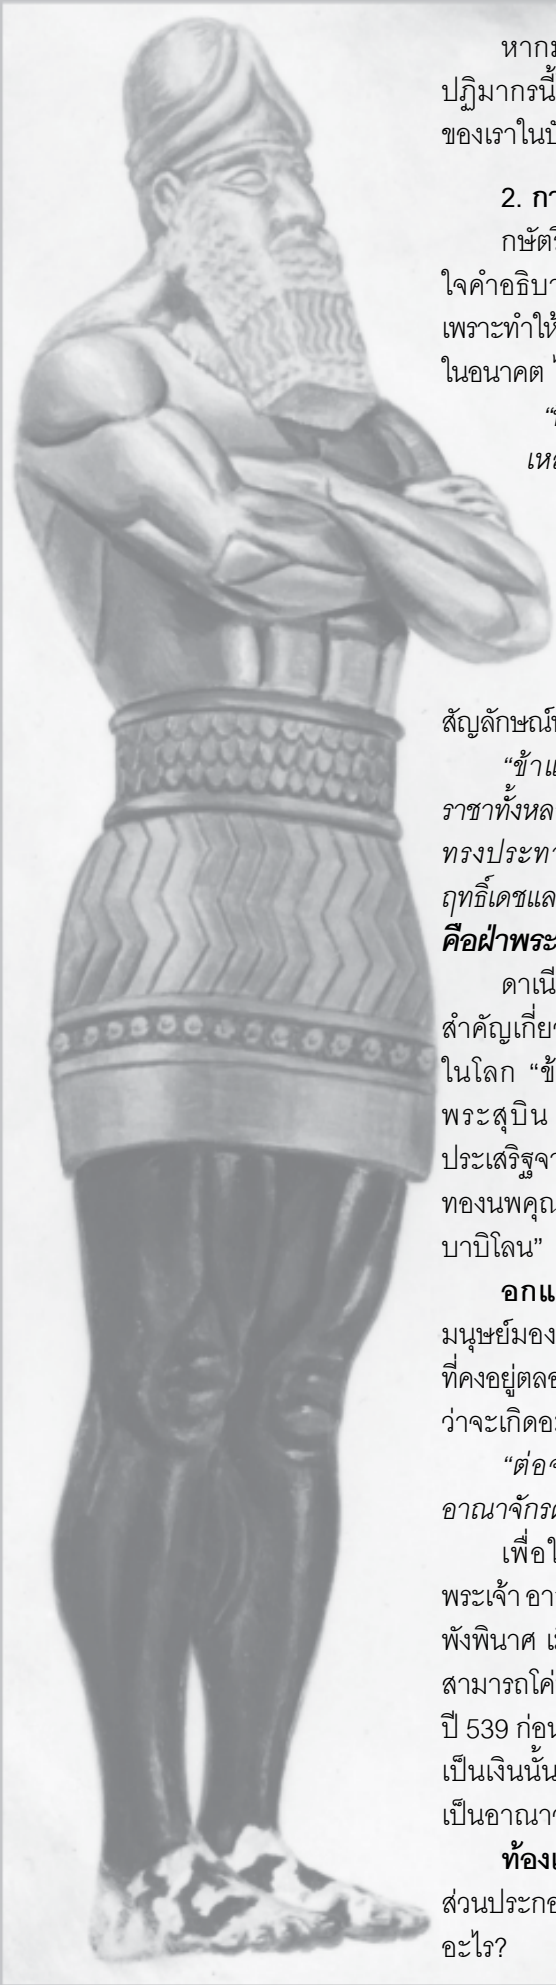 หาก
ปฏิมากรนี้
ของเราใน
2. 
กษัตริ
ใจคำอธิบา
เพราะทำให้
ในอนาคต
เหล
สัญลักษณ์
“ข้าแ
ราชาทั้งหล
ทรงประทา
ฤทธิ์เดชแล
คือฝ่าพระ
ดาเนี
สำคัญเกี่ยว
ในโลก “ข้
พระสุบิน
ประเสริฐจา
ทองนพคุณ
บาบิโลน”
อกแ
มนุษย์มอง
ที่คงอยู่ตลอ
ว่าจะเกิดอะ
“ต่อจ
อาณาจักร
เพื่อใ
พระเจ้า อา
พังพินาศ เ
สามารถโค่
ปี 539 ก่อน
เป็นเงินนั้น
เป็นอาณาจ
ท้องแ
ส่วนประกอ
อะไร?